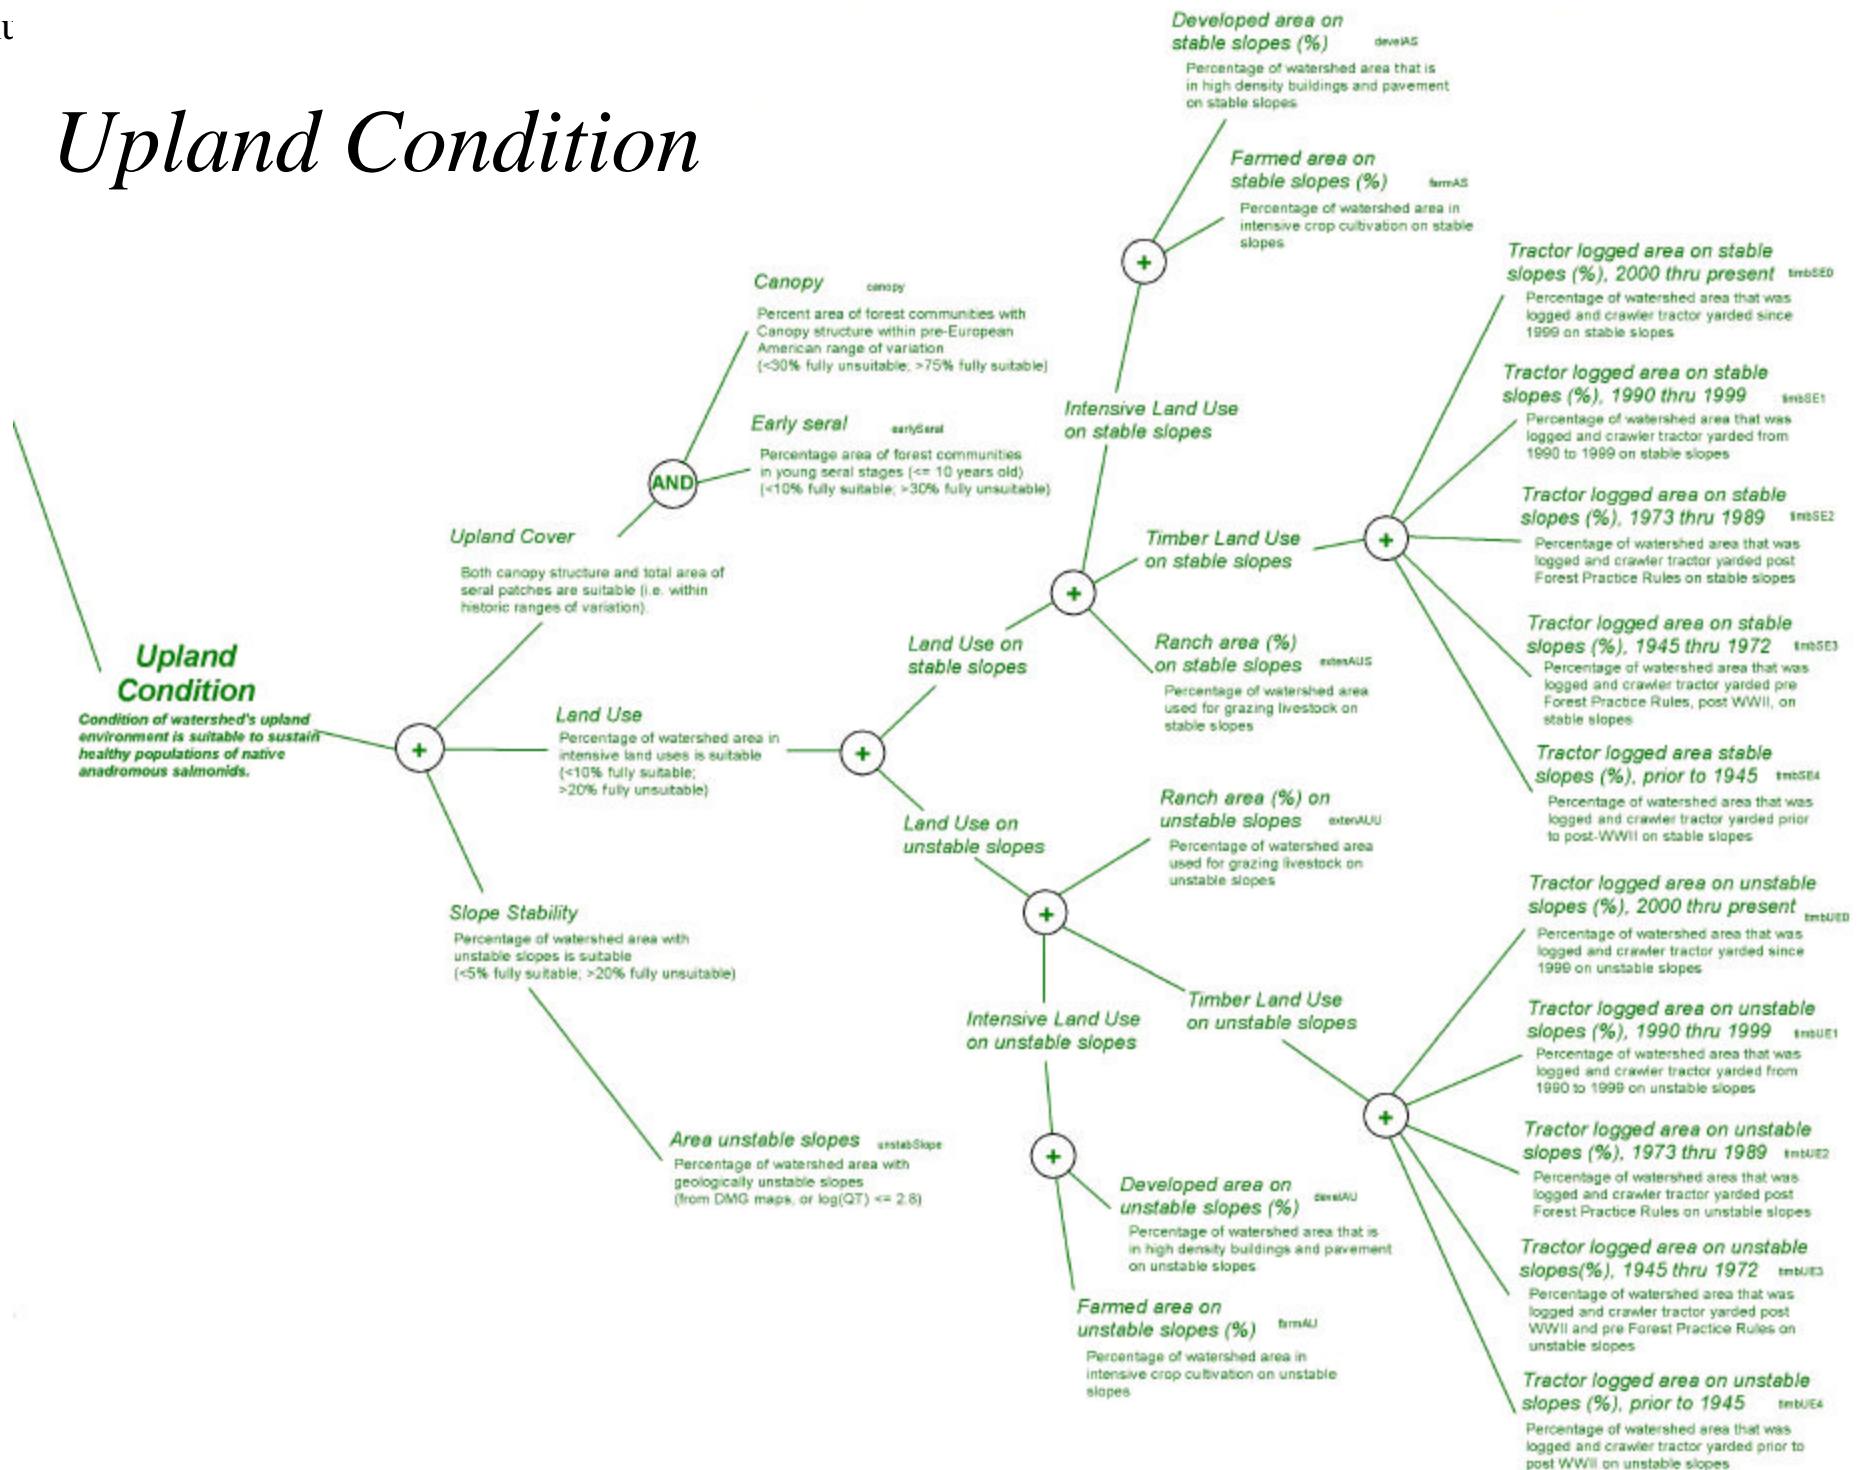 Upland Condition
Developed area on
stable slopes (%) develAS
Percentage of watershed area that is
in high density buildings and pavement
on stable slopes
Farmed area on
stable slopes (%) farmAS
Percentage of watershed area in
intensive crop cultivation on stable
slopes
+
Canopy canopy
Percent area of forest communities with
Canopy structure within pre-European
American range of variation
(<30% fully unsuitable; >75% fully suitable)
Early seral earlySeral
Percentage area of forest communities
in young seral stages (<= 10 years old)
(<10% fully suitable; >30% fully unsuitable)
AND
Upland Cover
Both canopy structure and total area of
seral patches are suitable (i.e. within
historic ranges of variation).
Upland
Condition
Condition of watershed's upland
environment is suitable to sustain
healthy populations of native
anadromous salmonids.
+
Land Use
Percentage of watershed area in
intensive land uses is suitable
(<10% fully suitable;
>20% fully unsuitable)
+
Slope Stability
Percentage of watershed area with
unstable slopes is suitable
(<5% fully suitable; >20% fully unsuitable)
Area unstable slopes unstabSlope
Percentage of watershed area with
geologically unstable slopes
(from DMG maps, or log(QT) <= 2.8)
Intensive Land Use
on stable slopes
Timber Land Use
on stable slopes
+
+
Land Use on
stable slopes
Ranch area (%)
on stable slopes extenAUS
Percentage of watershed area
used for grazing livestock on
stable slopes
Land Use on
unstable slopes
Ranch area (%) on
unstable slopes extenAUU
Percentage of watershed area
used for grazing livestock on
unstable slopes
+
Timber Land Use
on unstable slopes
Intensive Land Use
on unstable slopes
+
+
Developed area on
unstable slopes (%) develAU
Percentage of watershed area that is
in high density buildings and pavement
on unstable slopes
Farmed area on
unstable slopes (%) farmAU
Percentage of watershed area in
intensive crop cultivation on unstable
slopes
Tractor logged area on stable
slopes (%), 2000 thru present timbSE0
Percentage of watershed area that was
logged and crawler tractor yarded since
1999 on stable slopes
Tractor logged area on stable
slopes (%), 1990 thru 1999 timbSE1
Percentage of watershed area that was
logged and crawler tractor yarded from
1990 to 1999 on stable slopes
Tractor logged area on stable
slopes (%), 1973 thru 1989 timbSE2
Percentage of watershed area that was
logged and crawler tractor yarded post
Forest Practice Rules on stable slopes
Tractor logged area on stable
slopes (%), 1945 thru 1972 timbSE3
Percentage of watershed area that was
logged and crawler tractor yarded pre
Forest Practice Rules, post WWII, on
stable slopes
Tractor logged area stable
slopes (%), prior to 1945 timbSE4
Percentage of watershed area that was
logged and crawler tractor yarded prior
to post-WWII on stable slopes
Tractor logged area on unstable
slopes (%), 2000 thru present timbUE0
Percentage of watershed area that was
logged and crawler tractor yarded since
1999 on unstable slopes
Tractor logged area on unstable
slopes (%), 1990 thru 1999 timbUE1
Percentage of watershed area that was
logged and crawler tractor yarded from
1990 to 1999 on unstable slopes
Tractor logged area on unstable
slopes (%), 1973 thru 1989 timbUE2
Percentage of watershed area that was
logged and crawler tractor yarded post
Forest Practice Rules on unstable slopes
Tractor logged area on unstable
slopes(%), 1945 thru 1972 timbUE3
Percentage of watershed area that was
logged and crawler tractor yarded post
WWII and pre Forest Practice Rules on
unstable slopes
Tractor logged area on unstable
slopes (%), prior to 1945 timbUE4
Percentage of watershed area that was
logged and crawler tractor yarded prior to
post WWII on unstable slopes